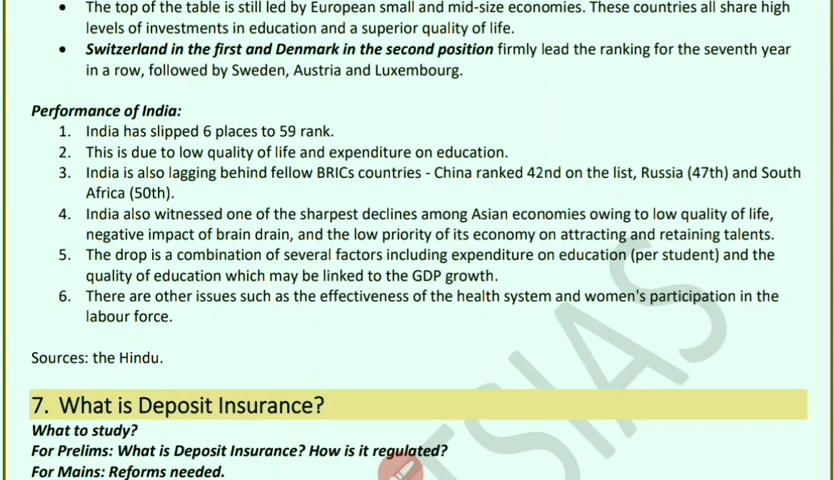 • The top of the table is still led by European small and mid-size economies. These countries all share high
levels of investments in education and a superior quality of life.
• Switzerland in the first and Denmark in the second position firmly lead the ranking for the seventh year
in a row, followed by Sweden, Austria and Luxembourg.
Performance of India:
1. India has slipped 6 places to 59 rank.
2. This is due to low quality of life and expenditure on education.
3. India is also lagging behind fellow BRICs countries - China ranked 42nd on the list, Russia (47th) and South
Africa (50th).
4. India also witnessed one of the sharpest declines among Asian economies owing to low quality of life,
negative impact of brain drain, and the low priority of its economy on attracting and retaining talents.
5. The drop is a combination of several factors including expenditure on education (per student) and the
quality of education which may be linked to the GDP growth.
6. There are other issues such as the effectiveness of the health system and women's participation in the
labour force.
Sources: the Hindu.
7. What is Deposit Insurance?
What to study?
For Prelims: What is Deposit Insurance? How is it regulated?
For Mains: Reforms needed.
TSIAS